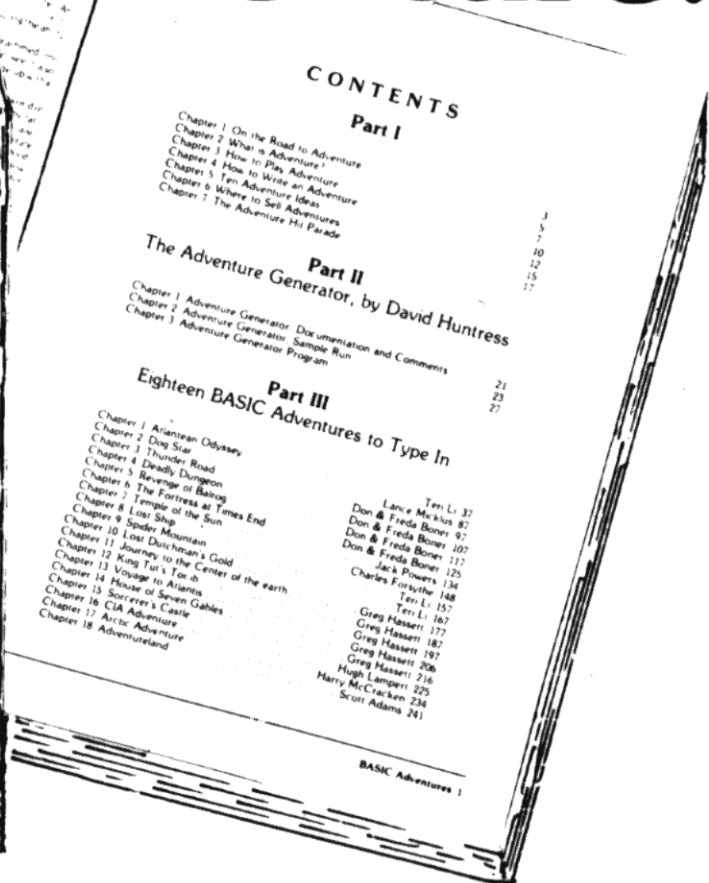 CONTENTS
Part I
Chapter 1 On the Road to Adventure 3
Chapter 2 What is Adventure? 5
Chapter 3 How to Play Adventure 7
Chapter 4 How to Write an Adventure 10
Chapter 5 Ten Adventure Ideas 12
Chapter 6 Where to Sell Adventures 15
Chapter 7 The Adventure Hit Parade 17
Part II
The Adventure Generator, by David Huntress
Chapter 1 Adventure Generator, Documentation and Comments 21
Chapter 2 Adventure Generator, Sample Run 23
Chapter 3 Adventure Generator Program 27
Part III
Eighteen BASIC Adventures to Type In
Chapter 1 Atlantean Odyssey Teri Li 37
Chapter 2 Dog Star Lance Micklus 87
Chapter 3 Thunder Road Don & Freda Boner 97
Chapter 4 Deadly Dungeon Don & Freda Boner 107
Chapter 5 Revenge of Balrog Don & Freda Boner 117
Chapter 6 The Fortress at Times End Don & Freda Boner 125
Chapter 7 Temple of the Sun Jack Powers 134
Chapter 8 Lost Ship Charles Forsythe 148
Chapter 9 Spider Mountain Teri Li 157
Chapter 10 Lost Dutchman's Gold Teri Li 167
Chapter 11 Journey to the Center of the earth Greg Hassett 177
Chapter 12 King Tut's Tomb Greg Hassett 187
Chapter 13 Voyage to Atlantis Greg Hassett 197
Chapter 14 House of Seven Gables Greg Hassett 206
Chapter 15 Sorcerer's Castle Greg Hassett 216
Chapter 16 CIA Adventure Hugh Lampert 225
Chapter 17 Arctic Adventure Harry McCracken 234
Chapter 18 Adventureland Scott Adams 241
BASIC Adventures 1